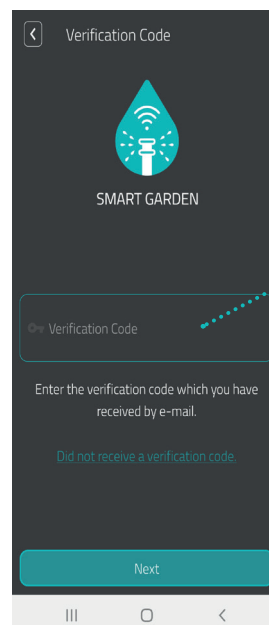 Verification Code
SMART GARDEN
Verification Code
Enter the verification code which you have
received by e-mail.
Did not receive a verification code.
Next